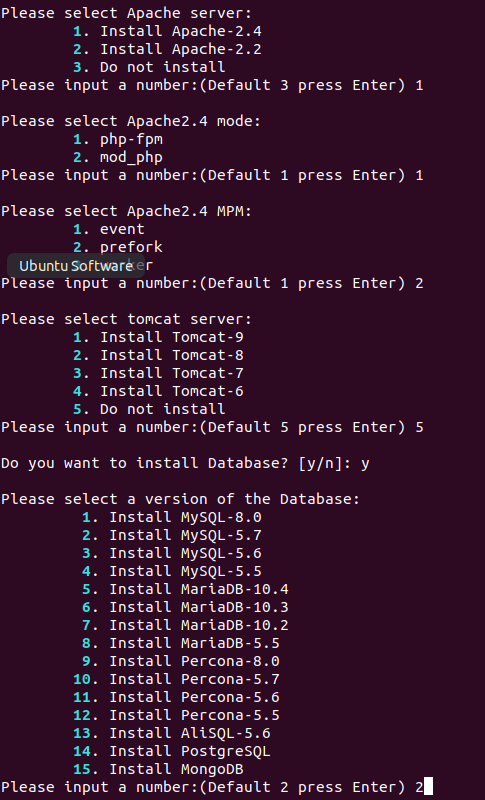 Please select Apache server:
1. Install Apache-2.4
2. Install Apache-2.2
3. Do not install
Please input a number:(Default 3 press Enter) 1
Please select Apache2.4 mode:
1. php-fpm
2. mod_php
Please input a number:(Default 1 press Enter) 1
Please select Apache2.4 MPM:
1. event
2. prefork
Ubuntu Software
Please input a number:(Default 1 press Enter) 2
Please select tomcat server:
1. Install Tomcat-9
2. Install Tomcat-8
3. Install Tomcat-7
4. Install Tomcat-6
5. Do not install
Please input a number:(Default 5 press Enter) 5
Do you want to install Database? [y/n]: y
Please select a version of the Database:
1. Install MySQL-8.0
2. Install MySQL-5.7
3. Install MySQL-5.6
4. Install MySQL-5.5
5. Install MariaDB-10.4
6. Install MariaDB-10.3
7. Install MariaDB-10.2
8. Install MariaDB-5.5
9. Install Percona-8.0
10. Install Percona-5.7
11. Install Percona-5.6
12. Install Percona-5.5
13. Install AliSQL-5.6
14. Install PostgreSQL
15. Install MongoDB
Please input a number:(Default 2 press Enter) 2